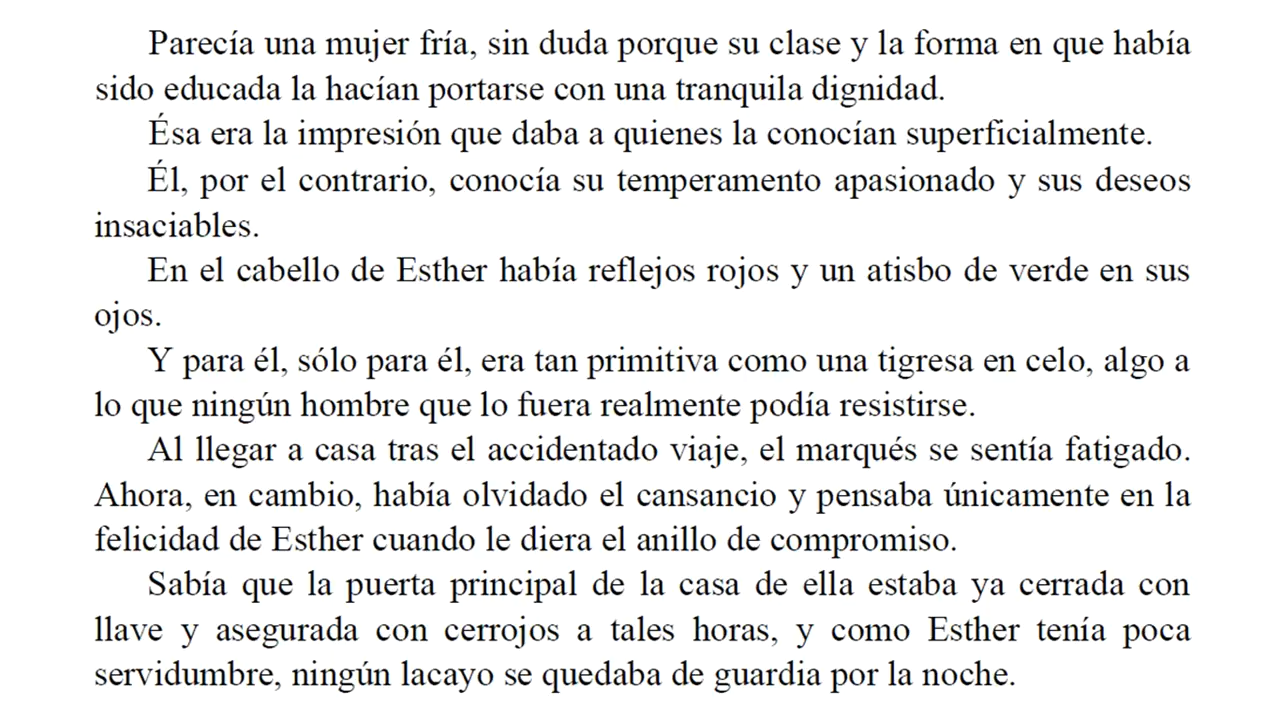 Parecía una mujer fría, sin duda porque su clase y la forma en que había
sido educada la hacían portarse con una tranquila dignidad.
Ésa era la impresión que daba a quienes la conocían superficialmente.
Él, por el contrario, conocía su temperamento apasionado y sus deseos
insaciables.
En el cabello de Esther había reflejos rojos y un atisbo de verde en sus
ojos.
Y para él, sólo para él, era tan primitiva como una tigresa en celo, algo a
lo que ningún hombre que lo fuera realmente podía resistirse.
Al llegar a casa tras el accidentado viaje, el marqués se sentía fatigado.
Ahora, en cambio, había olvidado el cansancio y pensaba únicamente en la
felicidad de Esther cuando le diera el anillo de compromiso.
Sabía que la puerta principal de la casa de ella estaba ya cerrada con
llave y asegurada con cerrojos a tales horas, y como Esther tenía poca
servidumbre, ningún lacayo se quedaba de guardia por la noche.